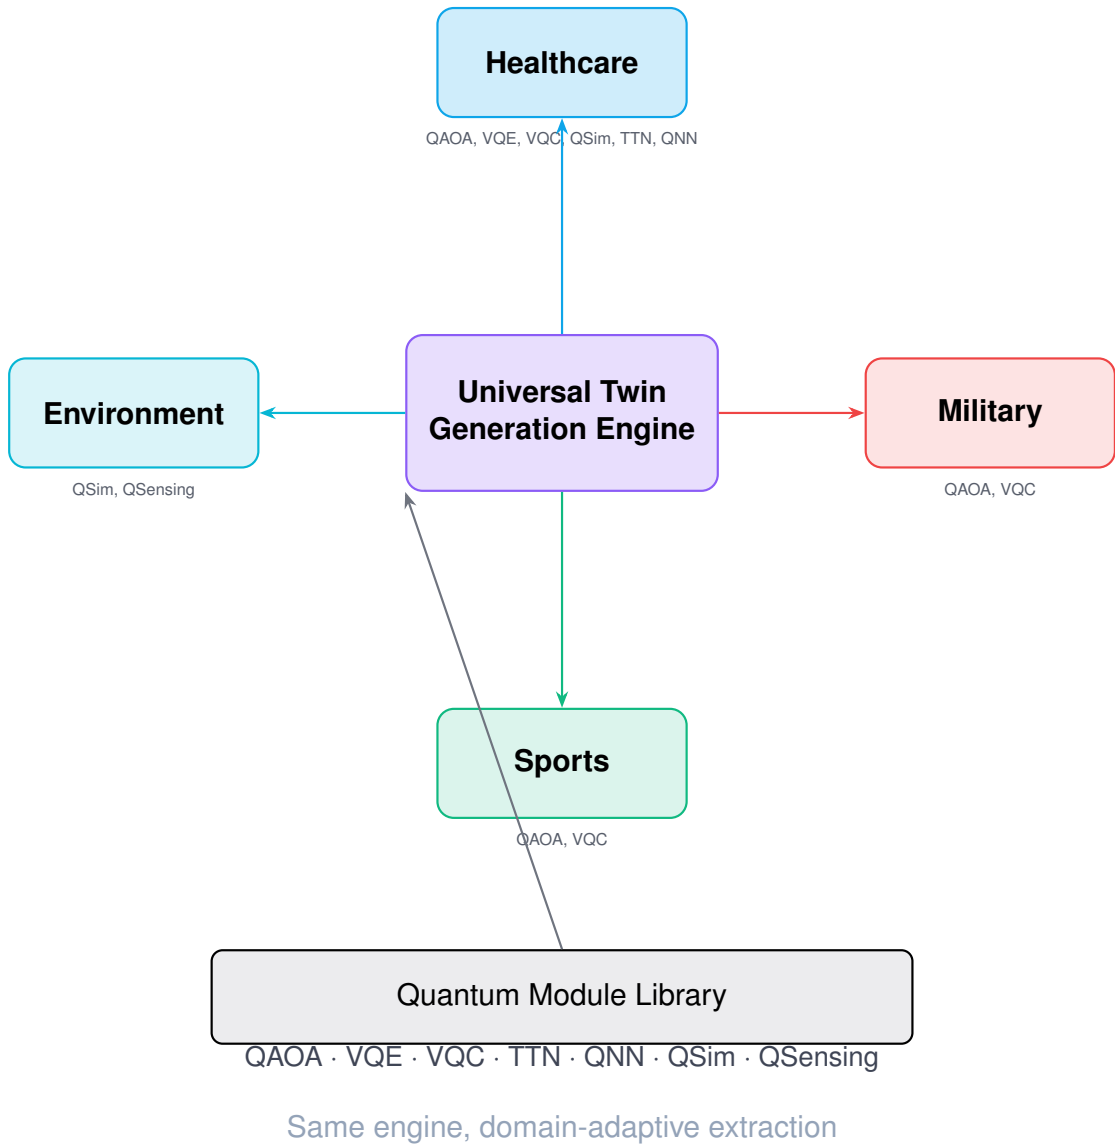 Healthcare
QAOA, VQE, VQC, QSim, TTN, QNN
Universal Twin
Generation Engine
Environment
QSim, QSensing
Military
QAOA, VQC
Sports
QAOA, VQC
Quantum Module Library
QAOA · VQE · VQC · TTN · QNN · QSim · QSensing
Same engine, domain-adaptive extraction